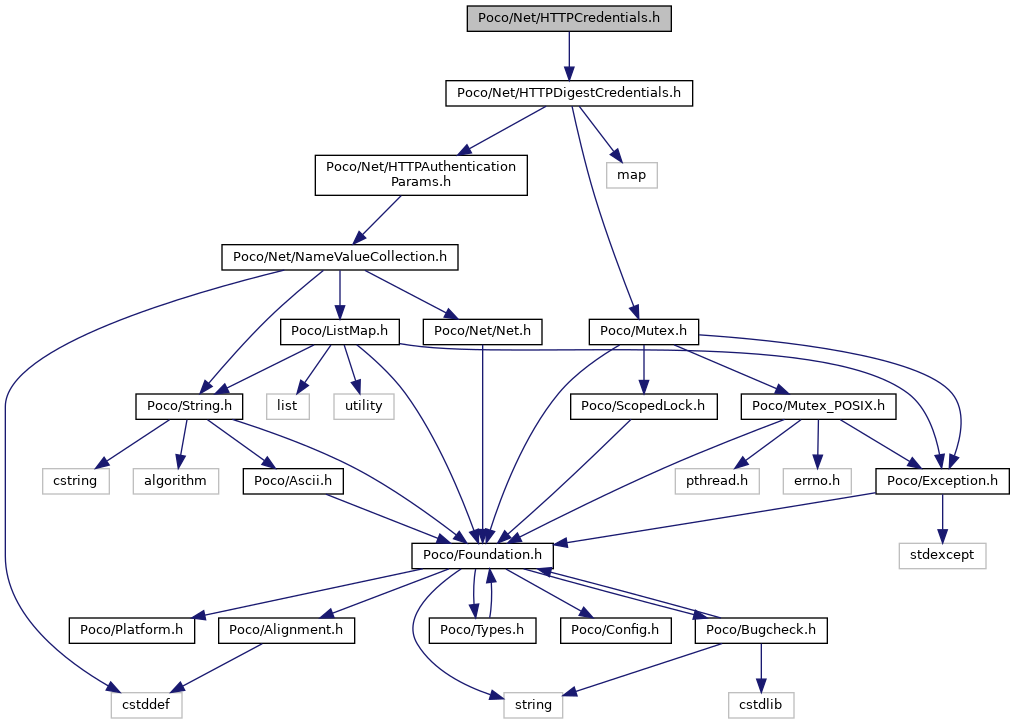 Poco/Net/HTTPCredentials.h
Poco/Net/HTTPDigestCredentials.h
Poco/Net/HTTPAuthentication
Params.h
map
Poco/Net/NameValueCollection.h
Poco/ListMap.h
Poco/Net/Net.h
Poco/Mutex.h
Poco/String.h
list
utility
Poco/ScopedLock.h
Poco/Mutex_POSIX.h
cstring
algorithm
Poco/Ascii.h
pthread.h
errno.h
Poco/Exception.h
Poco/Foundation.h
stdexcept
Poco/Platform.h
Poco/Alignment.h
Poco/Types.h
Poco/Config.h
Poco/Bugcheck.h
cstddef
string
cstdlib